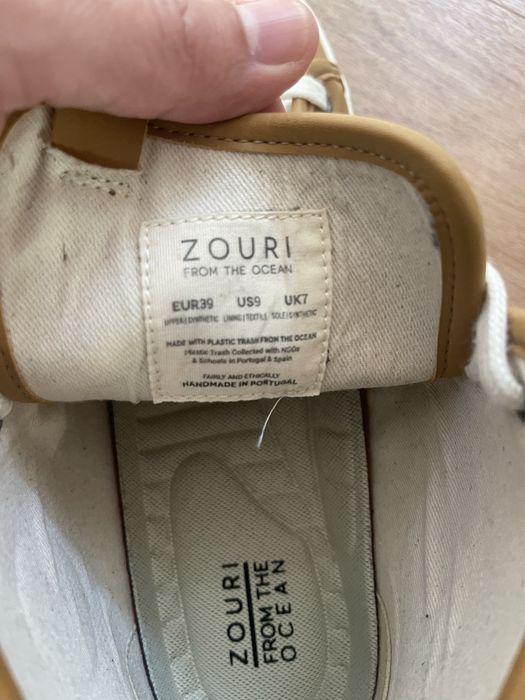 ZOURI
FROM THE OCEAN
EUR39 US9 UK7
UPPER|SYNTHETIC LINING|TEXTILE SOLE|SYNTHETIC
MADE WITH PLASTIC TRASH FROM THE OCEAN
Plastic Trash Collected with NGOs
& Schools in Portugal & Spain
FAIRLY AND ETHICALLY
HANDMADE IN PORTUGAL
ZOURI
FROM THE
OCEAN